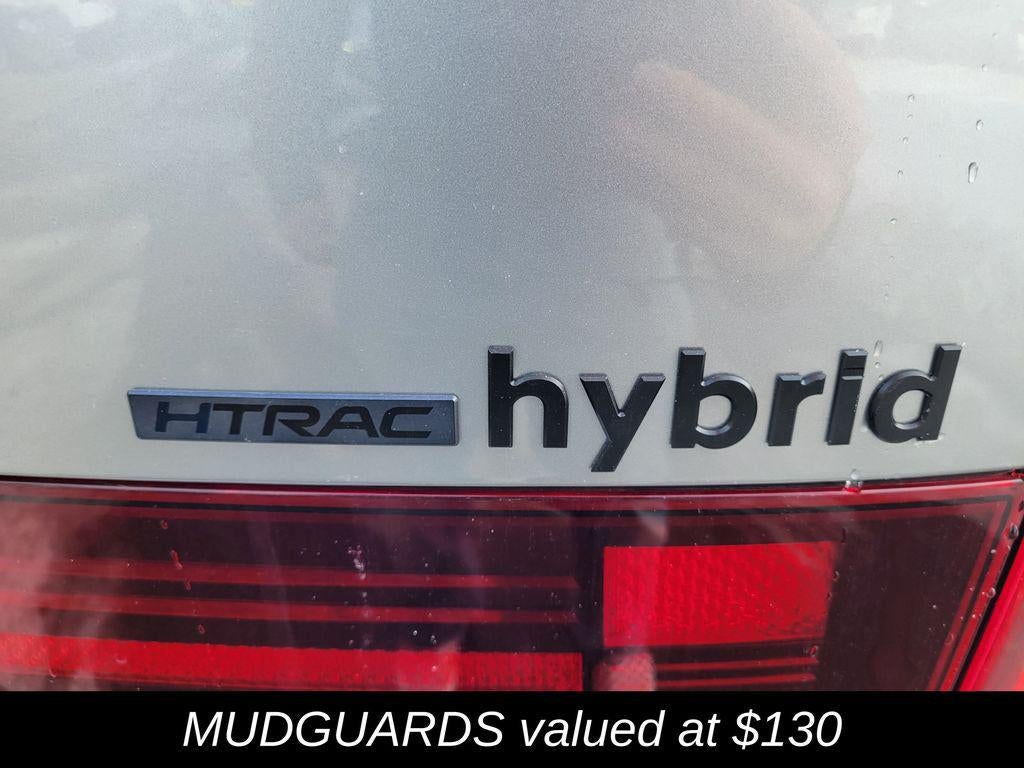 HTRAC hybrid
MUDGUARDS valued at $130